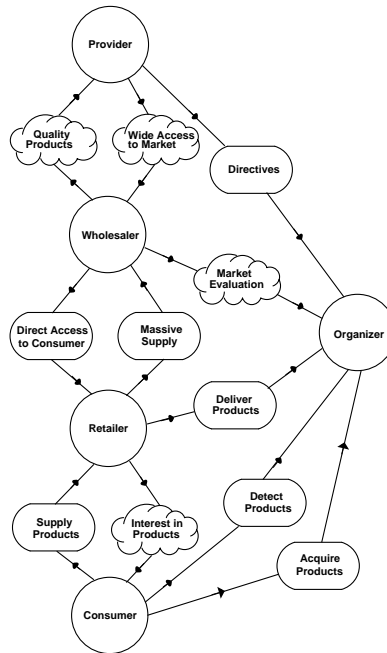 Provider
Quality
Products
Wide Access
to Market
Directives
Wholesaler
Market
Evaluation
Direct Access
to Consumer
Massive
Supply
Organizer
Deliver
Products
Retailer
Detect
Products
Supply
Products
Interest in
Products
Acquire
Products
Consumer